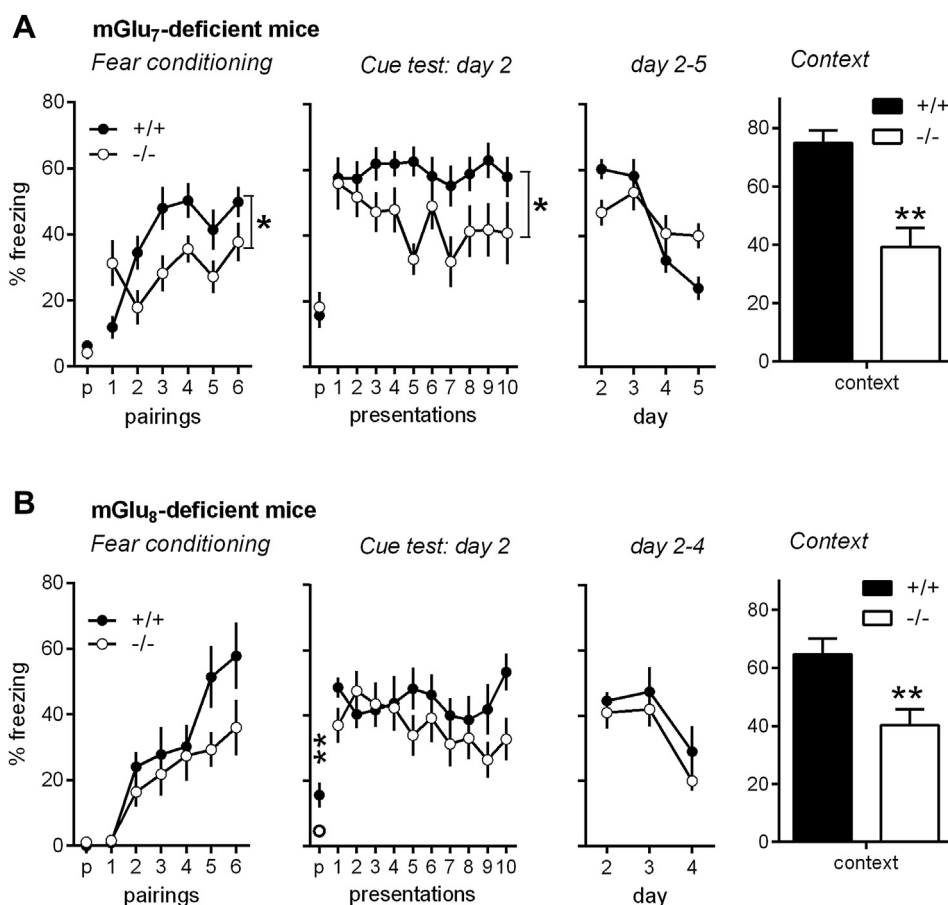 A
mGlu₇-deficient mice
Fear conditioning
Cue test: day 2
day 2-5
Context
+/+
-/-
+/+
-/-
% freezing
80
60
40
20
0
*
*
80
60
40
20
0
**
p 1 2 3 4 5 6
pairings
p 1 2 3 4 5 6 7 8 9 10
presentations
2 3 4 5
day
context
B
mGlu₈-deficient mice
Fear conditioning
Cue test: day 2
day 2-4
Context
+/+
-/-
+/+
-/-
% freezing
80
60
40
20
0
**
80
60
40
20
0
**
p 1 2 3 4 5 6
pairings
p 1 2 3 4 5 6 7 8 9 10
presentations
2 3 4
day
context